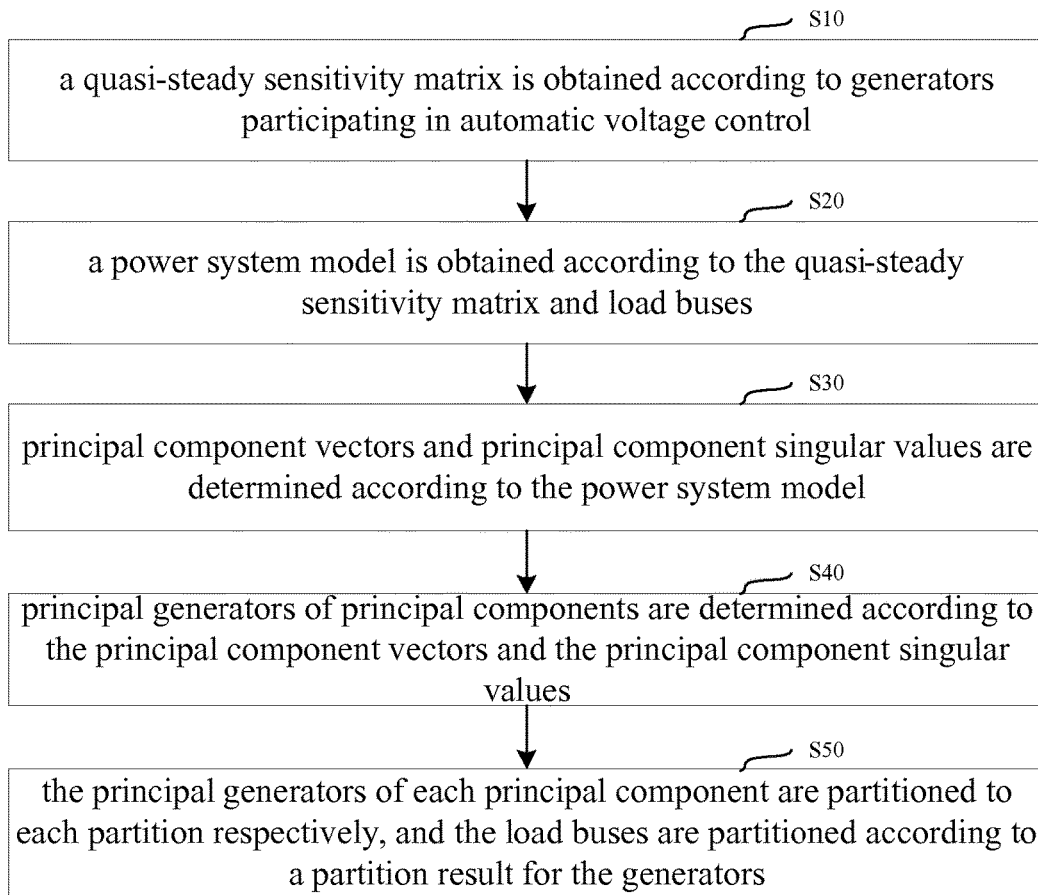 S10
a quasi-steady sensitivity matrix is obtained according to generators
participating in automatic voltage control
S20
a power system model is obtained according to the quasi-steady
sensitivity matrix and load buses
S30
principal component vectors and principal component singular values are
determined according to the power system model
S40
principal generators of principal components are determined according to
the principal component vectors and the principal component singular
values
S50
the principal generators of each principal component are partitioned to
each partition respectively, and the load buses are partitioned according to
a partition result for the generators